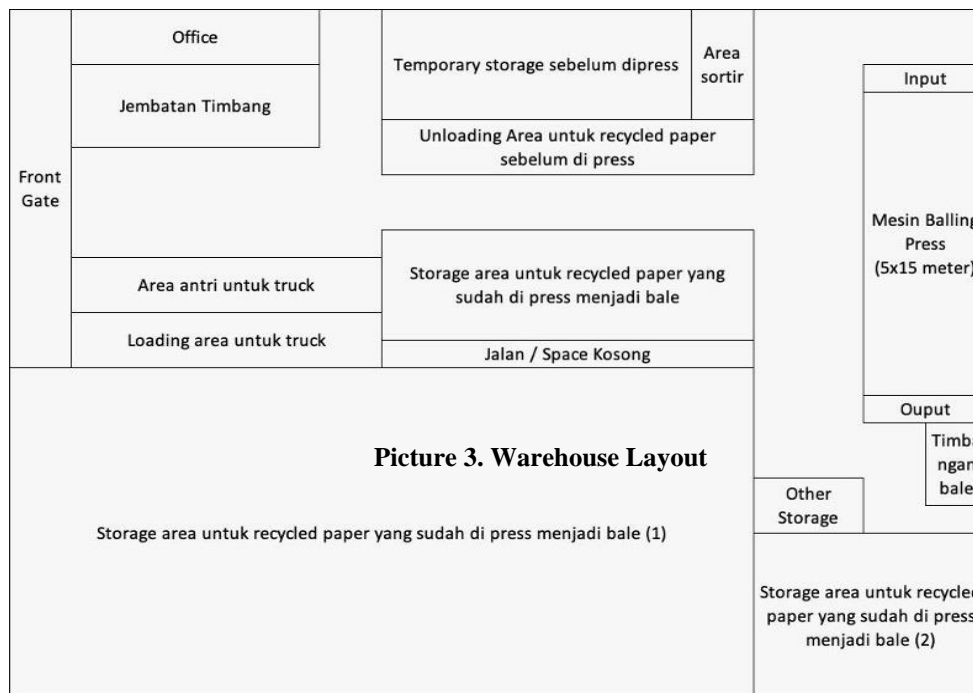 Office
Jembatan Timbang
Front
Gate
Area antri untuk truck
Loading area untuk truck
Temporary storage sebelum dipress
Area
sortir
Unloading Area untuk recycled paper
sebelum di press
Storage area untuk recycled paper yang
sudah di press menjadi bale
Jalan / Space Kosong
Input
Mesin Balling
Press
(5x15 meter)
Ouput
Timba
ngan
bale
Picture 3. Warehouse Layout
Other
Storage
Storage area untuk recycled paper yang sudah di press menjadi bale (1)
Storage area untuk recycled
paper yang sudah di press
menjadi bale (2)